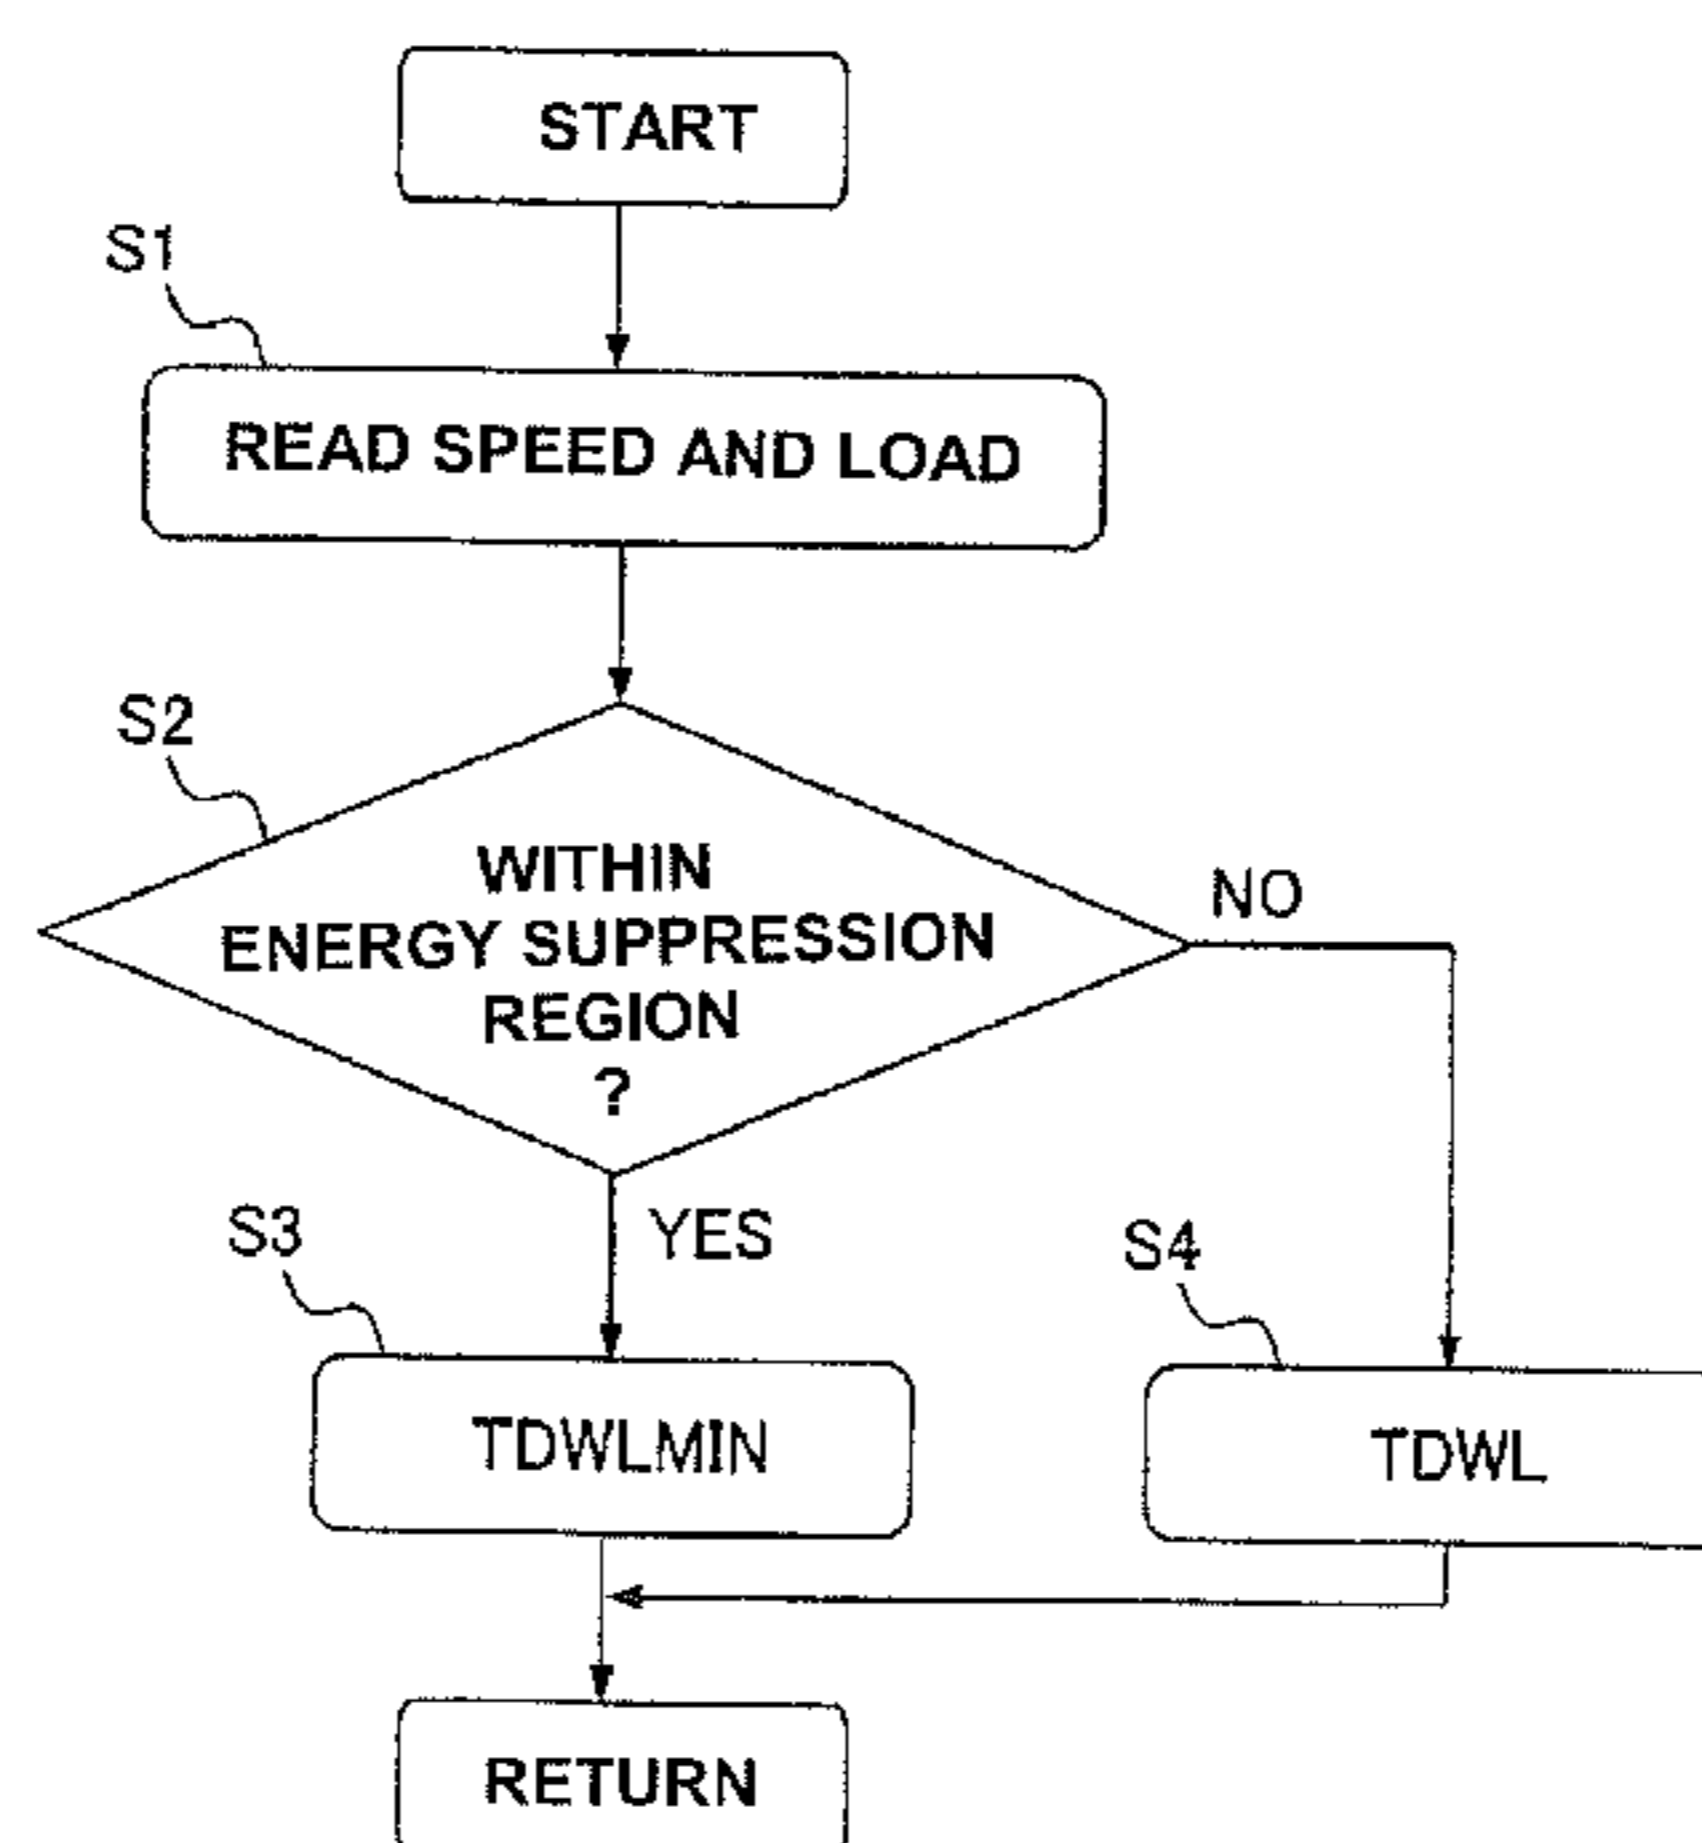 START
S1
READ SPEED AND LOAD
S2
WITHIN
ENERGY SUPPRESSION
REGION
?
NO
YES
S3
S4
TDWLMIN
TDWL
RETURN